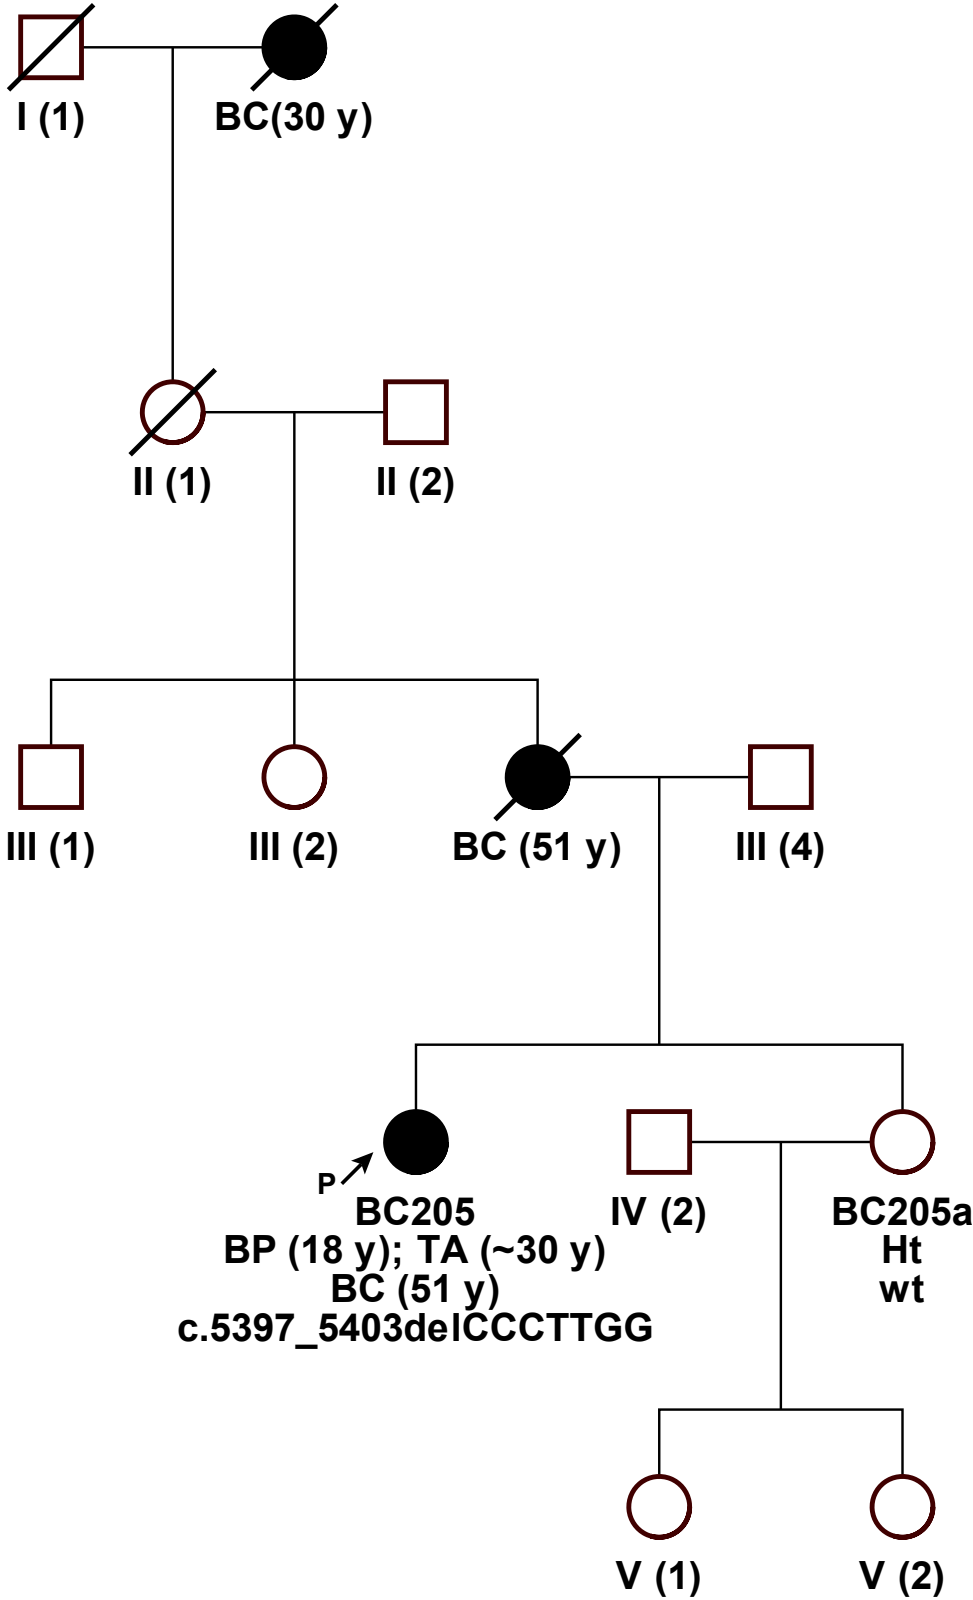 I (1)
BC(30 y)
II (1)
II (2)
III (1)
III (2)
BC (51 y)
III (4)
P
BC205
BP (18 y); TA (~30 y)
BC (51 y)
c.5397_5403delCCCTTGG
IV (2)
BC205a
Ht
wt
V (1)
V (2)